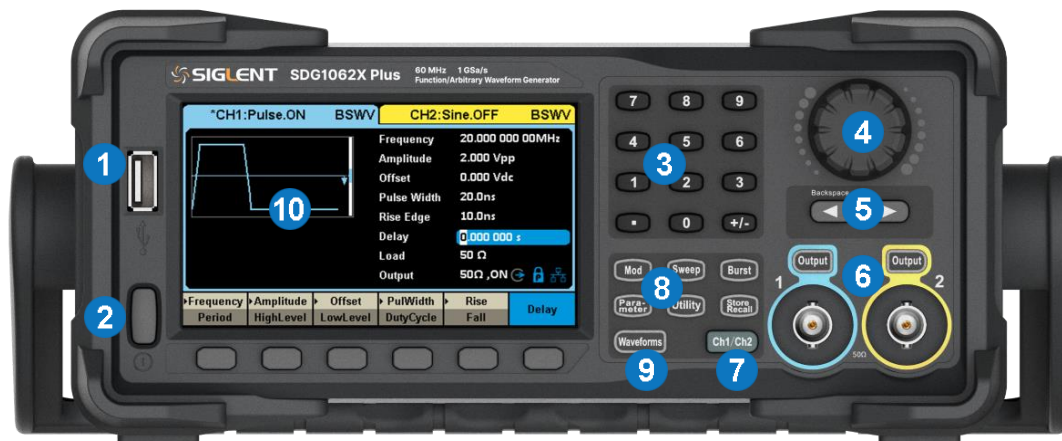 SIGLENT SDG1062X Plus 60 MHz 1 GSa/s
Function/Arbitrary Waveform Generator
*CH1:Pulse.ON BSWV CH2:Sine.OFF BSWV
Frequency 20.000 000 00MHz
Amplitude 2.000 Vpp
Offset 0.000 Vdc
Pulse Width 20.0ns
Rise Edge 10.0ns
Delay 0.000 000 s
Load 50 Ω
Output 50Ω ,ON
Frequency Amplitude Offset PulWidth Rise Delay
Period HighLevel LowLevel DutyCycle Fall
1
2
10
7 8 9
4 5 6
3
1 2 3
. 0 +/-
4
Backspace
5
Mod Sweep Burst
8
Para-meter Utility Store Recall
Waveforms Ch1/Ch2
9
7
Output Output
6
1 2
50Ω